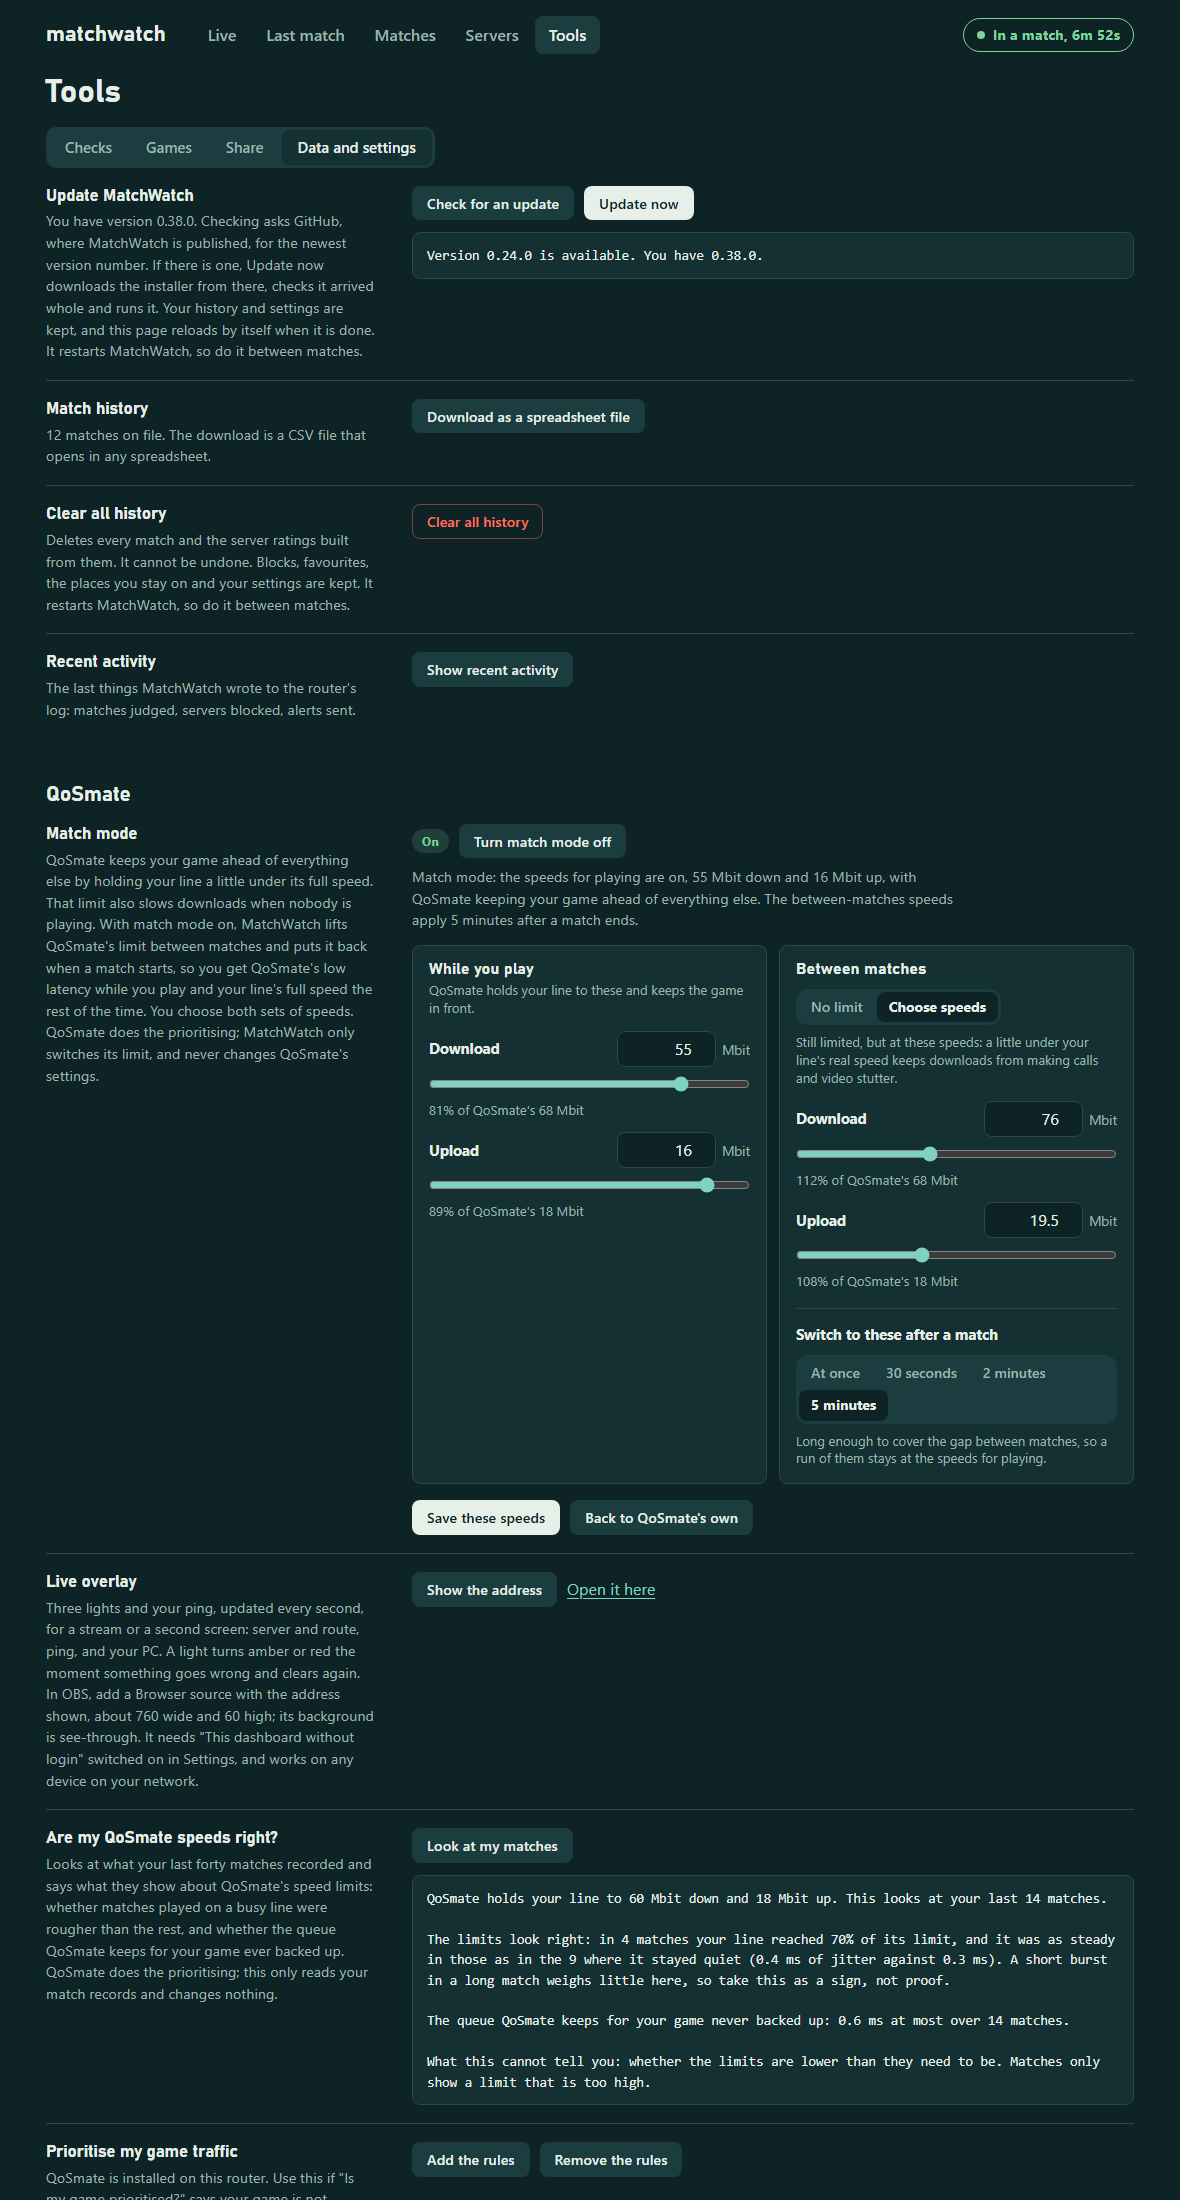 matchwatch
Live
Last match
Matches
Servers
Tools
In a match, 6m 52s
Tools
Checks
Games
Share
Data and settings
Update MatchWatch
You have version 0.38.0. Checking asks GitHub,
where MatchWatch is published, for the newest
version number. If there is one, Update now
downloads the installer from there, checks it arrived
whole and runs it. Your history and settings are
kept, and this page reloads by itself when it is done.
It restarts MatchWatch, so do it between matches.
Check for an update
Update now
Version 0.24.0 is available. You have 0.38.0.
Match history
12 matches on file. The download is a CSV file that
opens in any spreadsheet.
Download as a spreadsheet file
Clear all history
Deletes every match and the server ratings built
from them. It cannot be undone. Blocks, favourites,
the places you stay on and your settings are kept. It
restarts MatchWatch, so do it between matches.
Clear all history
Recent activity
The last things MatchWatch wrote to the router's
log: matches judged, servers blocked, alerts sent.
Show recent activity
QoSmate
Match mode
QoSmate keeps your game ahead of everything
else by holding your line a little under its full speed.
That limit also slows downloads when nobody is
playing. With match mode on, MatchWatch lifts
QoSmate's limit between matches and puts it back
when a match starts, so you get QoSmate's low
latency while you play and your line's full speed the
rest of the time. You choose both sets of speeds.
QoSmate does the prioritising; MatchWatch only
switches its limit, and never changes QoSmate's
settings.
On
Turn match mode off
Match mode: the speeds for playing are on, 55 Mbit down and 16 Mbit up, with
QoSmate keeping your game ahead of everything else. The between-matches speeds
apply 5 minutes after a match ends.
While you play
QoSmate holds your line to these and keeps the game
in front.
Download
55
Mbit
81% of QoSmate's 68 Mbit
Upload
16
Mbit
89% of QoSmate's 18 Mbit
Between matches
No limit
Choose speeds
Still limited, but at these speeds: a little under your
line's real speed keeps downloads from making calls
and video stutter.
Download
76
Mbit
112% of QoSmate's 68 Mbit
Upload
19.5
Mbit
108% of QoSmate's 18 Mbit
Switch to these after a match
At once
30 seconds
2 minutes
5 minutes
Long enough to cover the gap between matches, so a
run of them stays at the speeds for playing.
Save these speeds
Back to QoSmate's own
Live overlay
Three lights and your ping, updated every second,
for a stream or a second screen: server and route,
ping, and your PC. A light turns amber or red the
moment something goes wrong and clears again.
In OBS, add a Browser source with the address
shown, about 760 wide and 60 high; its background
is see-through. It needs "This dashboard without
login" switched on in Settings, and works on any
device on your network.
Show the address
Open it here
Are my QoSmate speeds right?
Looks at what your last forty matches recorded and
says what they show about QoSmate's speed limits:
whether matches played on a busy line were
rougher than the rest, and whether the queue
QoSmate keeps for your game ever backed up.
QoSmate does the prioritising; this only reads your
match records and changes nothing.
Look at my matches
QoSmate holds your line to 60 Mbit down and 18 Mbit up. This looks at your last 14 matches.
The limits look right: in 4 matches your line reached 70% of its limit, and it was as steady
in those as in the 9 where it stayed quiet (0.4 ms of jitter against 0.3 ms). A short burst
in a long match weighs little here, so take this as a sign, not proof.
The queue QoSmate keeps for your game never backed up: 0.6 ms at most over 14 matches.
What this cannot tell you: whether the limits are lower than they need to be. Matches only
show a limit that is too high.
Prioritise my game traffic
QoSmate is installed on this router. Use this if "Is
my game prioritised?" says your game is not
Add the rules
Remove the rules